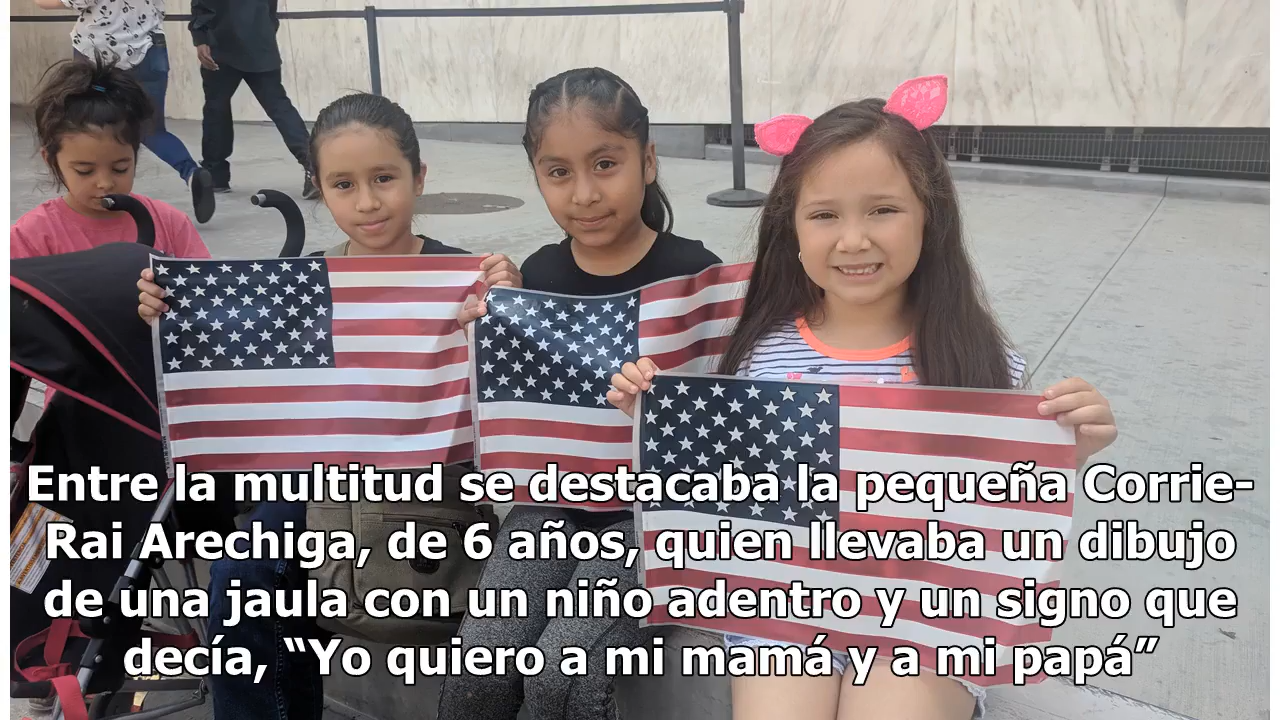 Entre la multitud se destacaba la pequeña Corrie-
Rai Arechiga, de 6 años, quien llevaba un dibujo
de una jaula con un niño adentro y un signo que
decía, “Yo quiero a mi mamá y a mi papá”